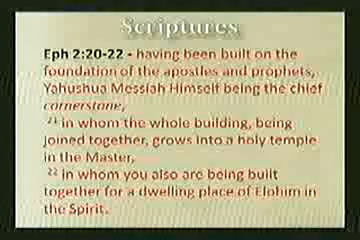 Scriptures
Eph 2:20-22 - having been built on the
foundation of the apostles and prophets,
Yahushua Messiah Himself being the chief
cornerstone,
21 in whom the whole building, being
joined together, grows into a holy temple
in the Master,
22 in whom you also are being built
together for a dwelling place of Elohim in
the Spirit.